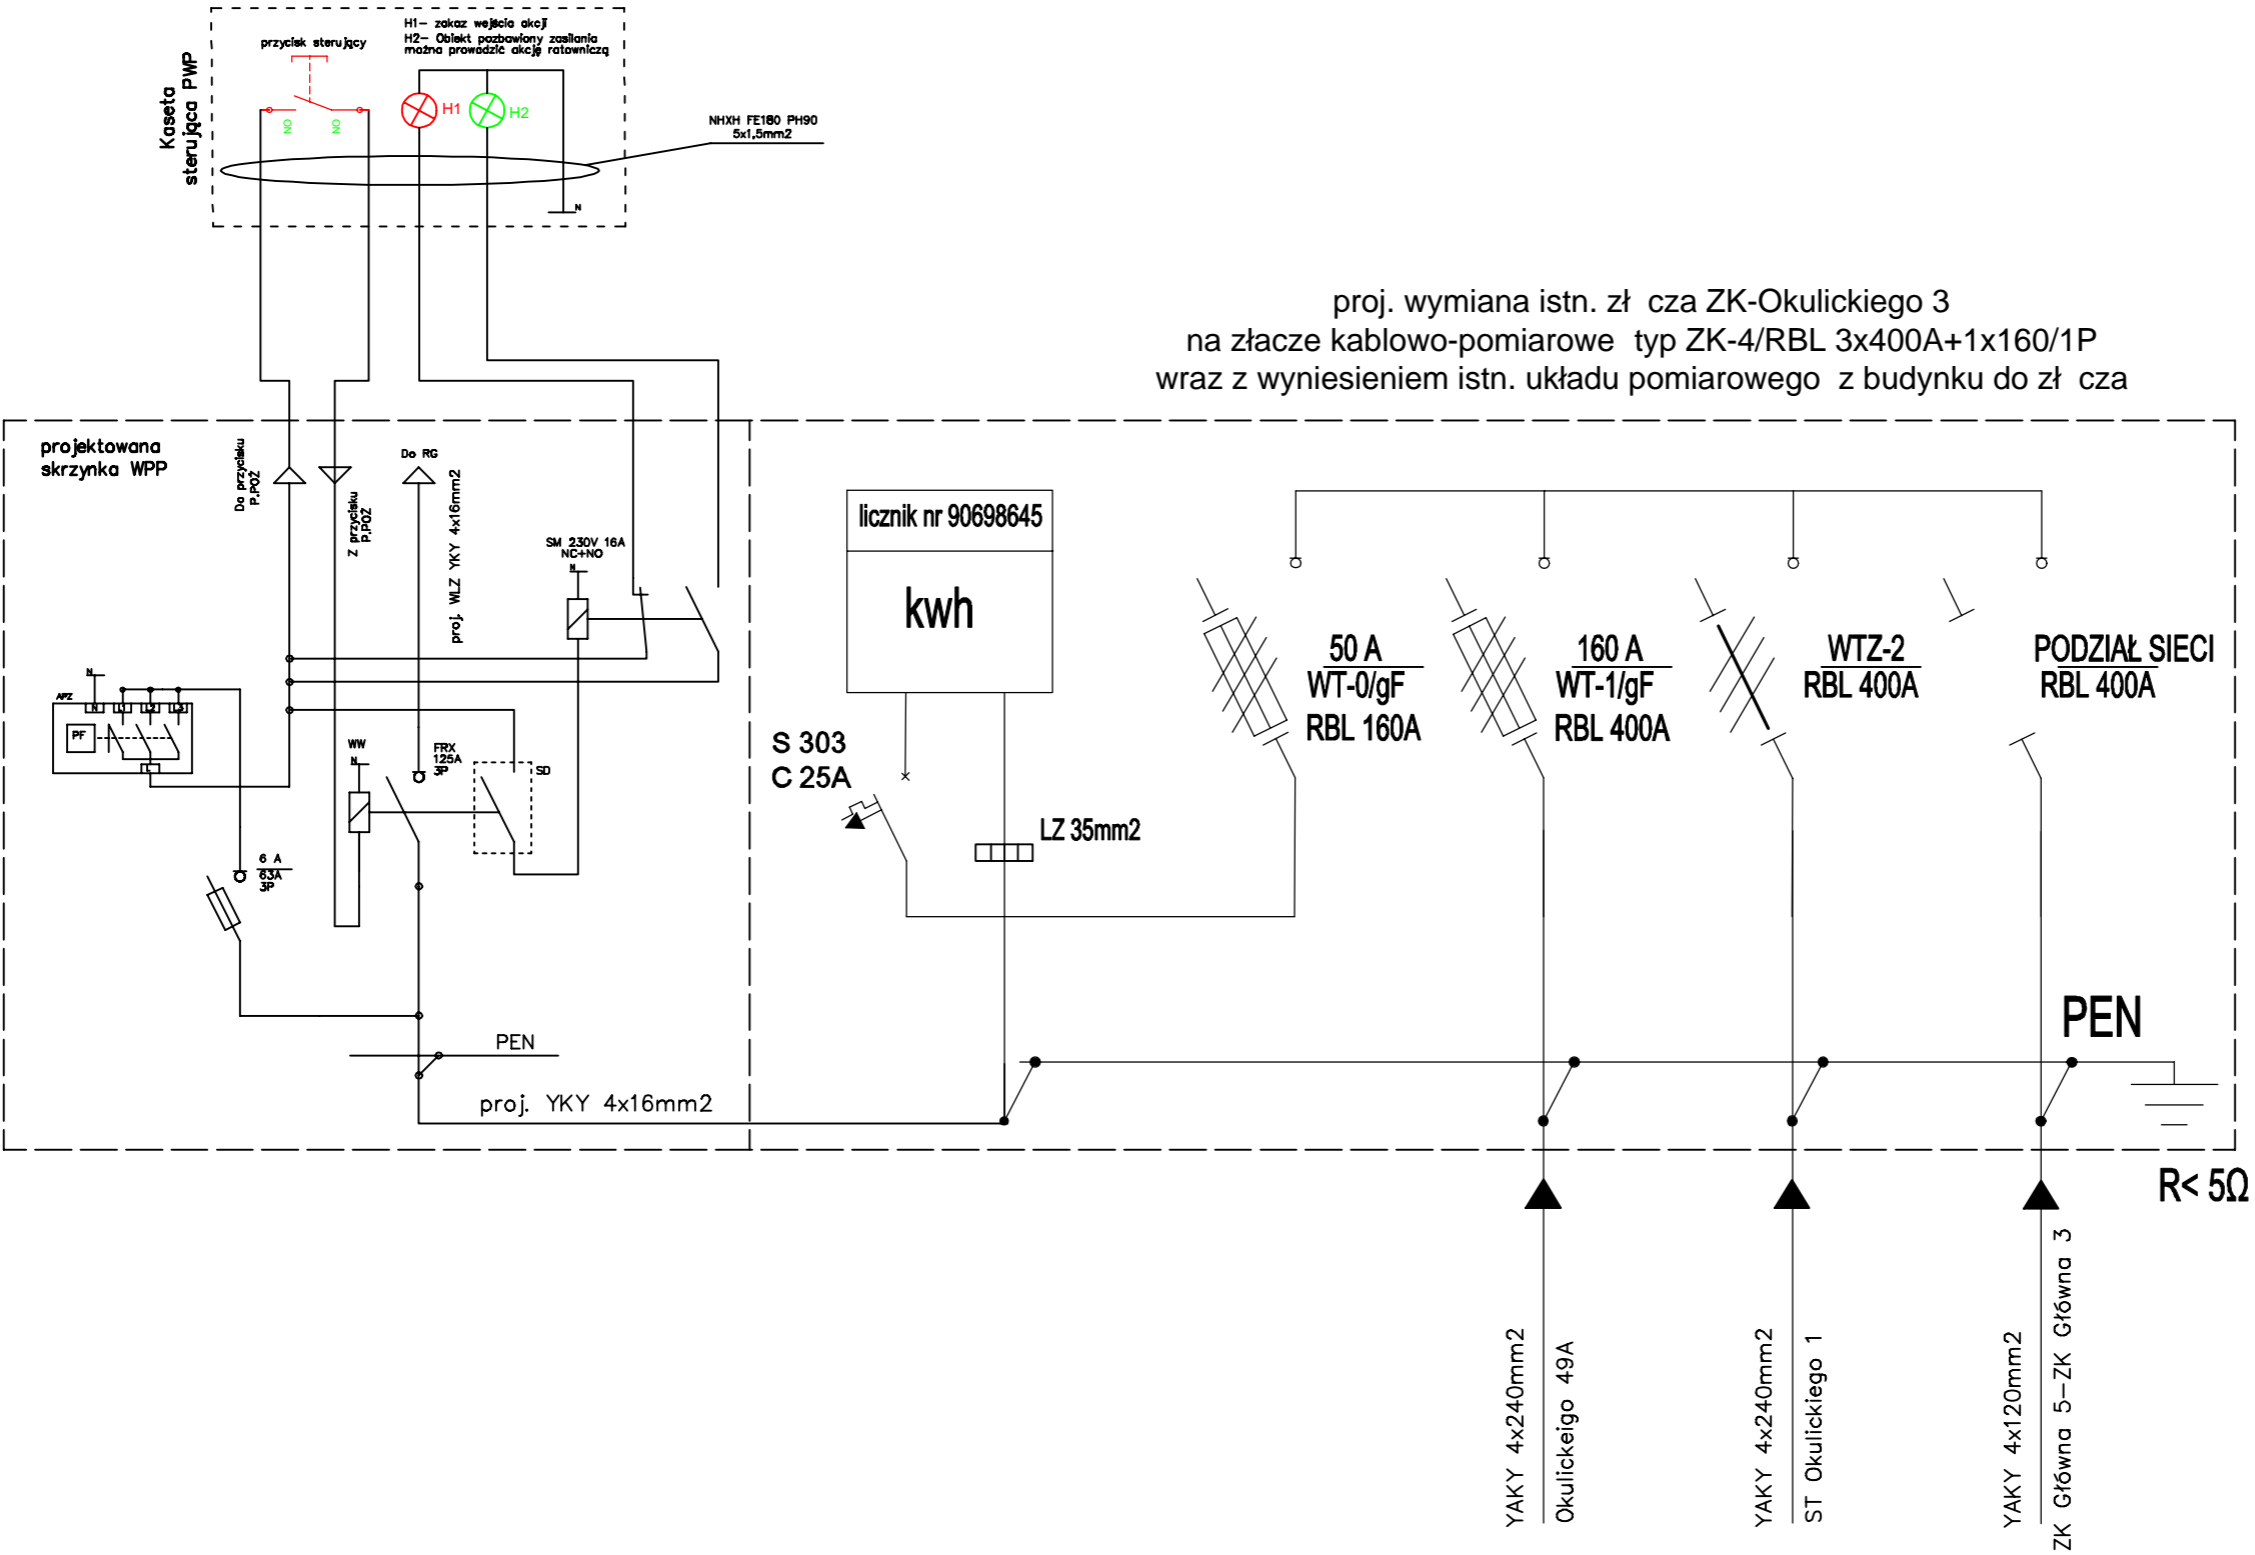 H1- zakaz wejścia akcji
H2- Obiekt pozbawiony zasilania
można prowadzić akcję ratowniczą
przycisk sterujący
Kaseta
sterująca PWP
H1
H2
NO
NO
NHXH FE180 PH90
5x1,5mm2
N
proj. wymiana istn. zł cza ZK-Okulickiego 3
na złacze kablowo-pomiarowe typ ZK-4/RBL 3x400A+1x160/1P
wraz z wyniesieniem istn. układu pomiarowego z budynku do zł cza
projektowana
skrzynka WPP
Do przycisku
P.POŻ
Z przycisku
P.POŻ
Do RG
proj. WLZ YKY 4x16mm2
SM 230V 16A
NC+NO
N
licznik nr 90698645
kwh
N
APZ
N
L1
L2
L3
PF
L
WW
N
FRX
125A
3P
SD
6 A
63A
3P
S 303
C 25A
LZ 35mm2
50 A
WT-0/gF
RBL 160A
160 A
WT-1/gF
RBL 400A
WTZ-2
RBL 400A
PODZIAŁ SIECI
RBL 400A
PEN
PEN
proj. YKY 4x16mm2
R< 5Ω
YAKY 4x240mm2
Okulickeigo 49A
YAKY 4x240mm2
ST Okulickiego 1
YAKY 4x120mm2
ZK Główna 5-ZK Główna 3